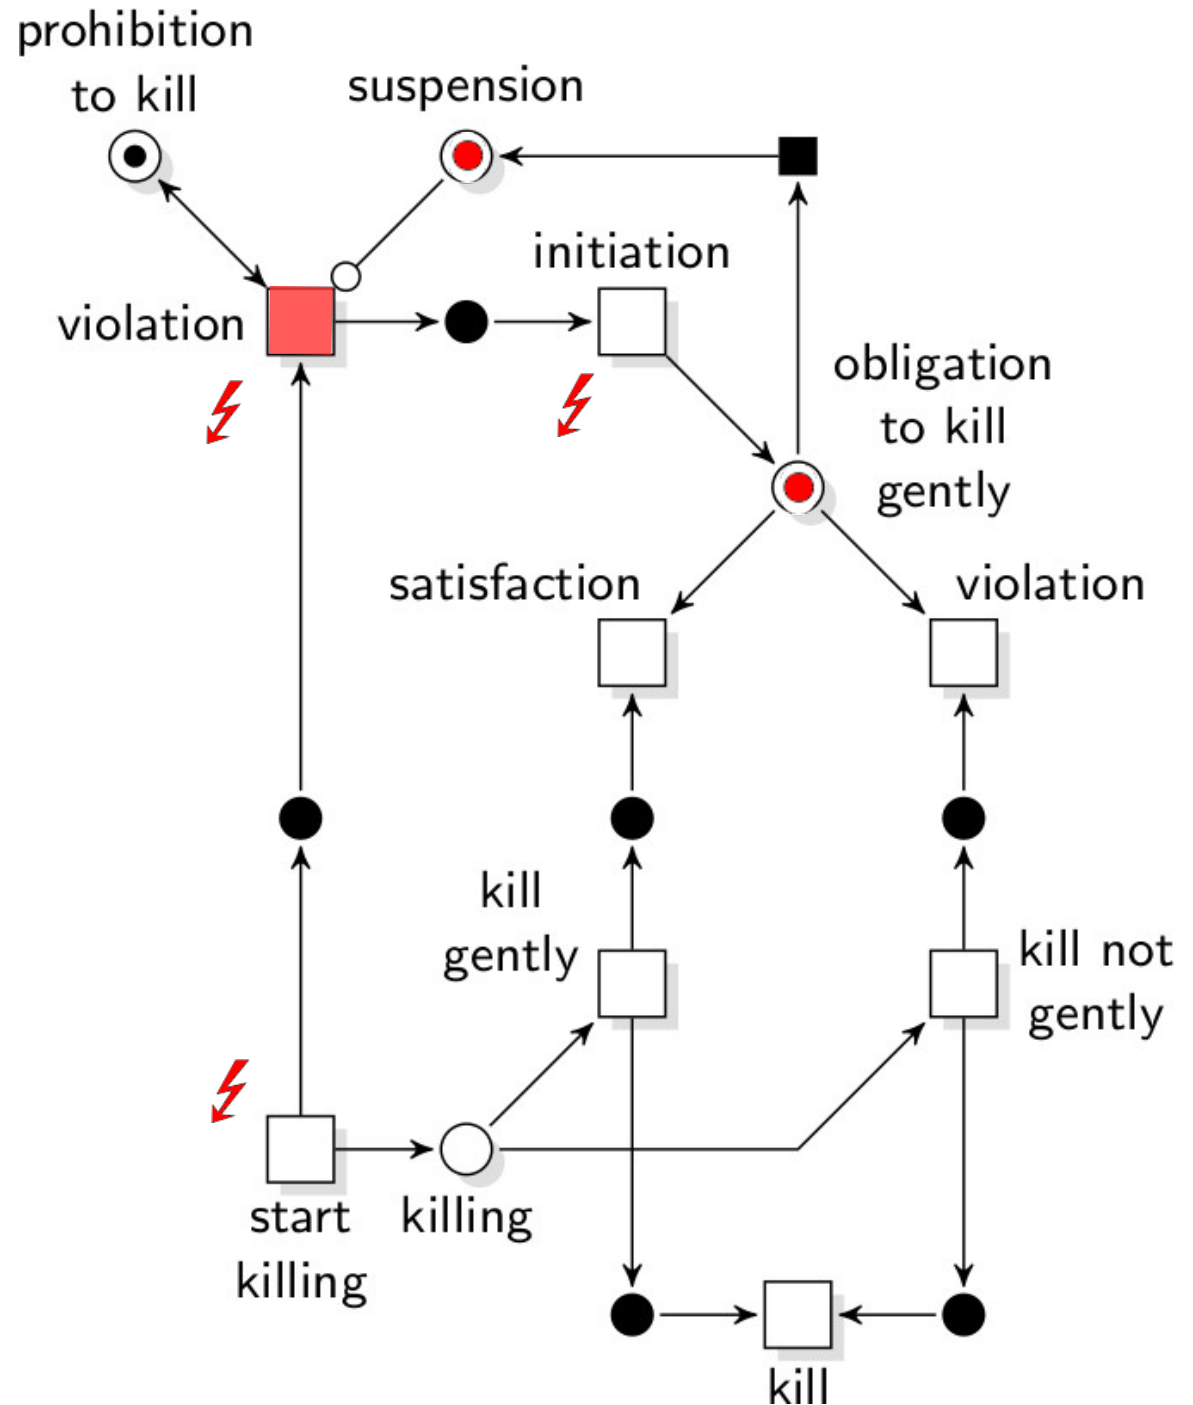 prohibition
to kill
suspension
initiation
violation
obligation
to kill
gently
satisfaction
violation
kill
gently
kill not
gently
start
killing
killing
kill